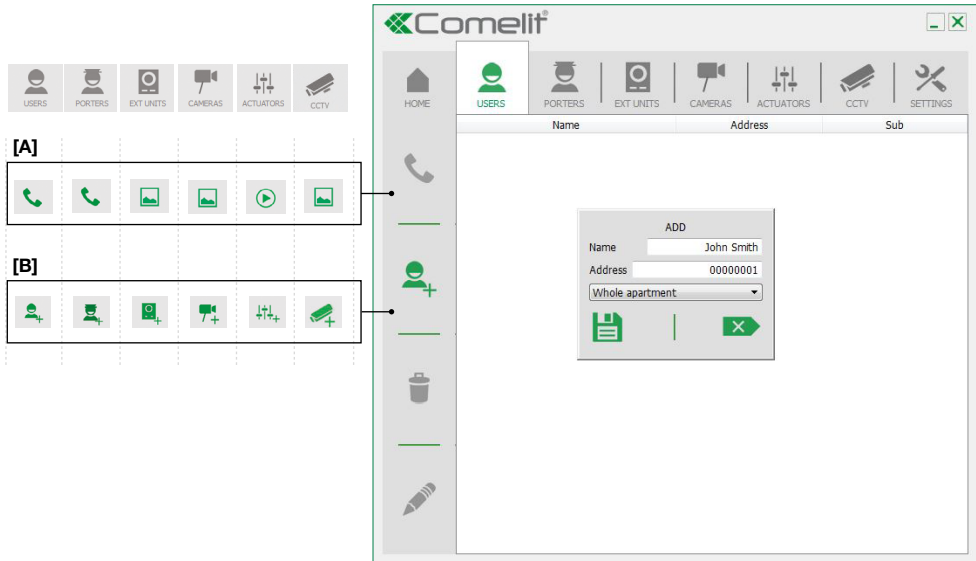 Comelit®
USERS PORTERS EXT UNITS CAMERAS ACTUATORS CCTV
[A]
[B]
HOME USERS PORTERS EXT UNITS CAMERAS ACTUATORS CCTV SETTINGS
Name Address Sub
ADD
Name John Smith
Address 00000001
Whole apartment